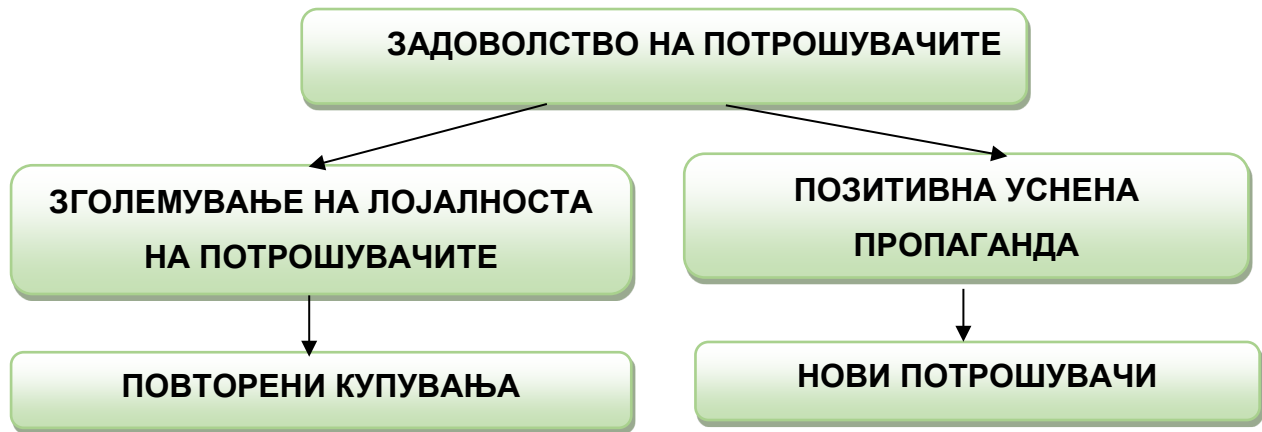 ЗАДОВОЛСТВО НА ПОТРОШУВАЧИТЕ
ЗГОЛЕМУВАЊЕ НА ЛОЈАЛНОСТА
НА ПОТРОШУВАЧИТЕ
ПОЗИТИВНА УСНЕНА
ПРОПАГАНДА
ПОВТОРЕНИ КУПУВАЊА
НОВИ ПОТРОШУВАЧИ